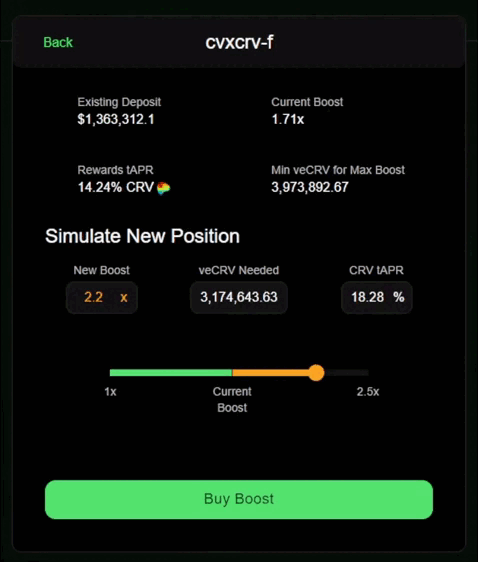 Back
cvxcrv-f
Existing Deposit
$1,363,312.1
Current Boost
1.71x
Rewards tAPR
14.24% CRV
Min veCRV for Max Boost
3,973,892.67
Simulate New Position
New Boost
2.2 x
veCRV Needed
3,174,643.63
CRV tAPR
18.28 %
1x
Current
Boost
2.5x
Buy Boost